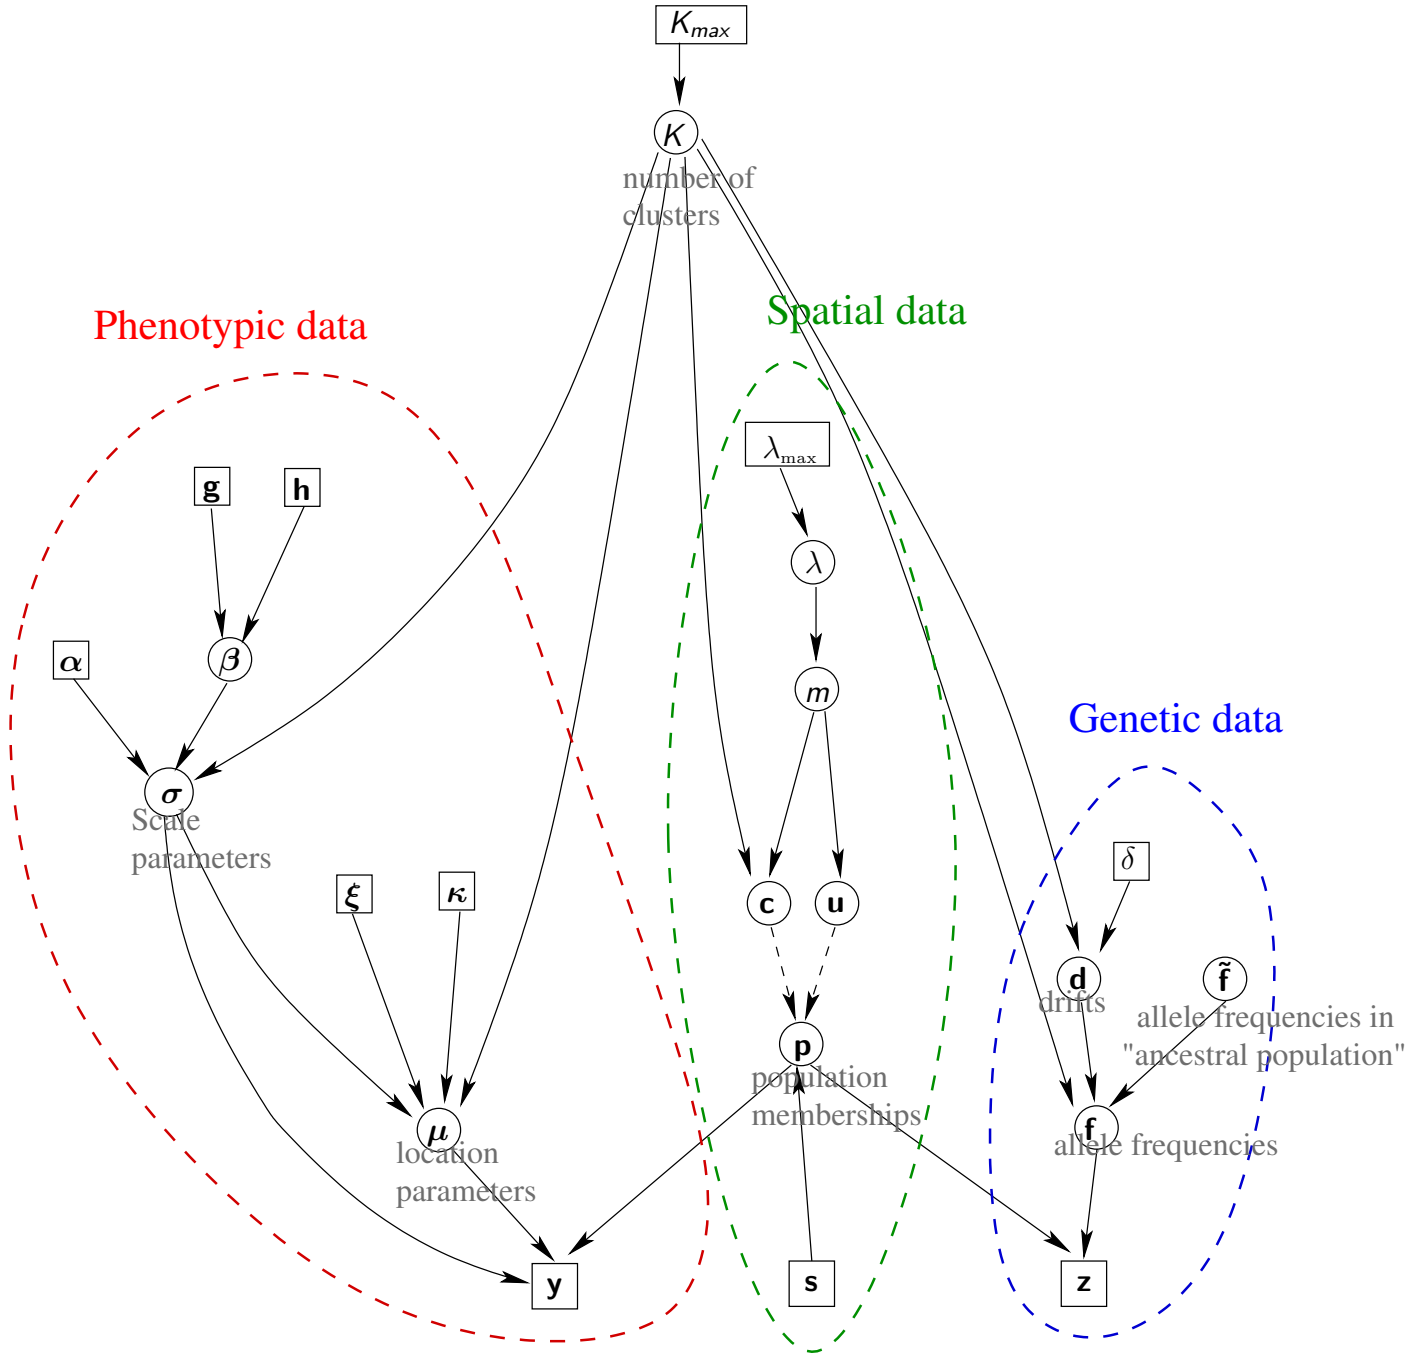 K_max
K
number of
clusters
Spatial data
Phenotypic data
λ_max
g
h
λ
α
β
m
Genetic data
σ
Scale
parameters
δ
ξ
κ
c
u
d
drifts
f̃
allele frequencies in
"ancestral population"
p
population
memberships
μ
location
parameters
f
allele frequencies
y
s
z